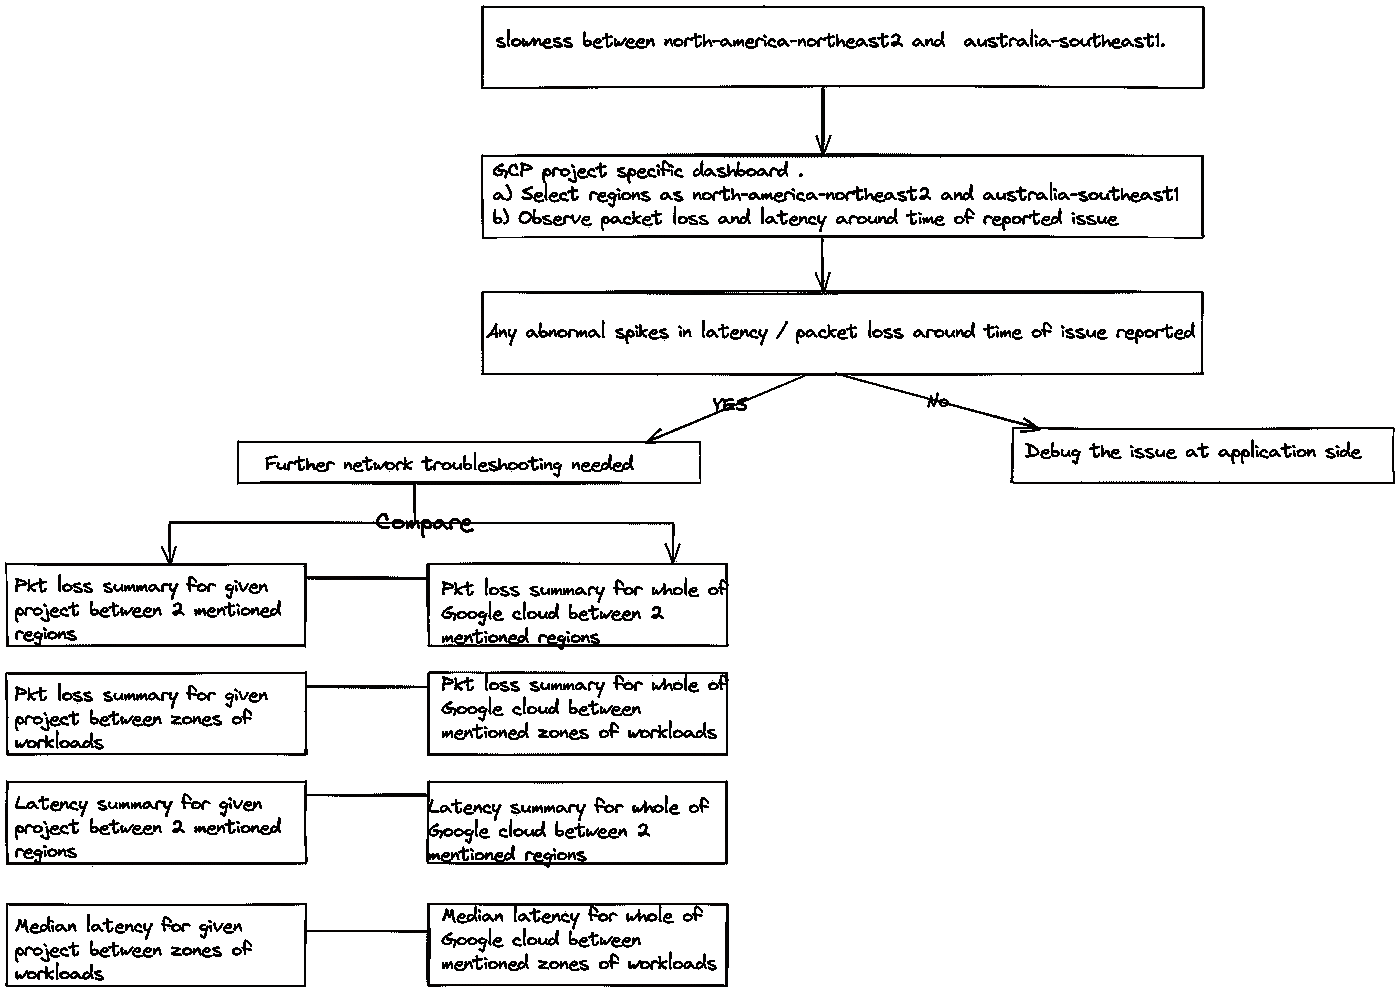 slowness between north-america-northeast2 and australia-southeast1.
GCP project specific dashboard .
a) Select regions as north-america-northeast2 and australia-southeast1
b) Observe packet loss and latency around time of reported issue
Any abnormal spikes in latency / packet loss around time of issue reported
YES
No
Further network troubleshooting needed
Debug the issue at application side
Compare
Pkt loss summary for given
project between 2 mentioned
regions
Pkt loss summary for whole of
Google cloud between 2
mentioned regions
Pkt loss summary for given
project between zones of
workloads
Pkt loss summary for whole of
Google cloud between
mentioned zones of workloads
Latency summary for given
project between 2 mentioned
regions
Latency summary for whole of
Google cloud between 2
mentioned regions
Median latency for given
project between zones of
workloads
Median latency for whole of
Google cloud between
mentioned zones of workloads